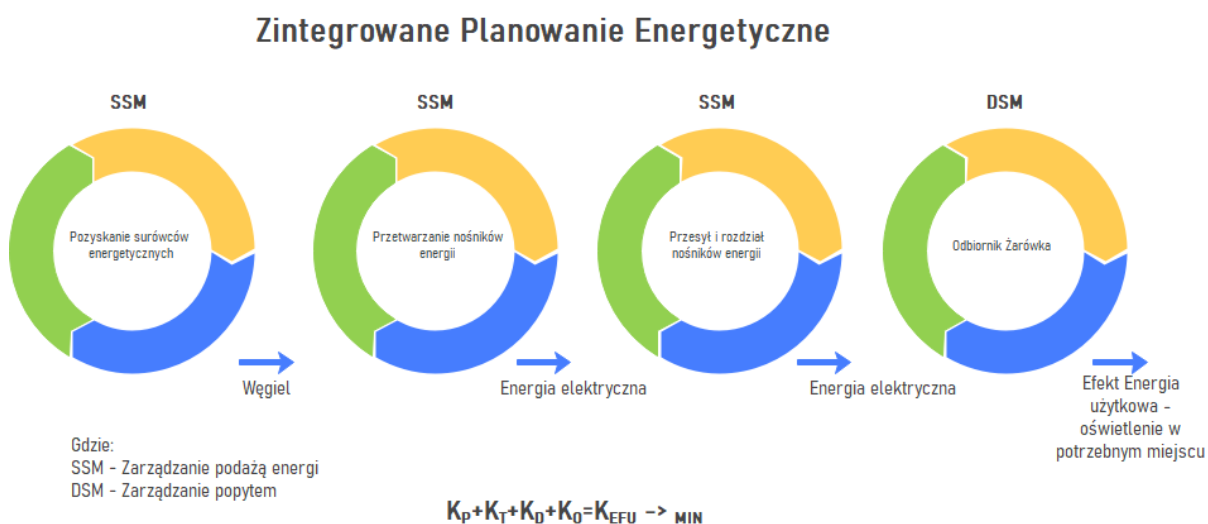 Zintegrowane Planowanie Energetyczne
SSM
SSM
SSM
DSM
Pozyskanie surówców
energetycznych
Przetwarzanie nośników
energii
Przesył i rozdział
nośników energii
Odbiornik Żarówka
Węgiel
Energia elektryczna
Energia elektryczna
Efekt Energia
użytkowa -
oświetlenie w
potrzebnym miejscu
Gdzie:
SSM - Zarządzanie podażą energi
DSM - Zarządzanie popytem
KP+KT+KD+KO=KEFU -> MIN